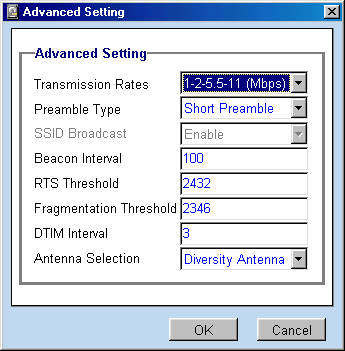 Advanced Setting
Advanced Setting
Transmission Rates 1-2-5.5-11 (Mbps)
Preamble Type Short Preamble
SSID Broadcast Enable
Beacon Interval 100
RTS Threshold 2432
Fragmentation Threshold 2346
DTIM Interval 3
Antenna Selection Diversity Antenna
OK Cancel